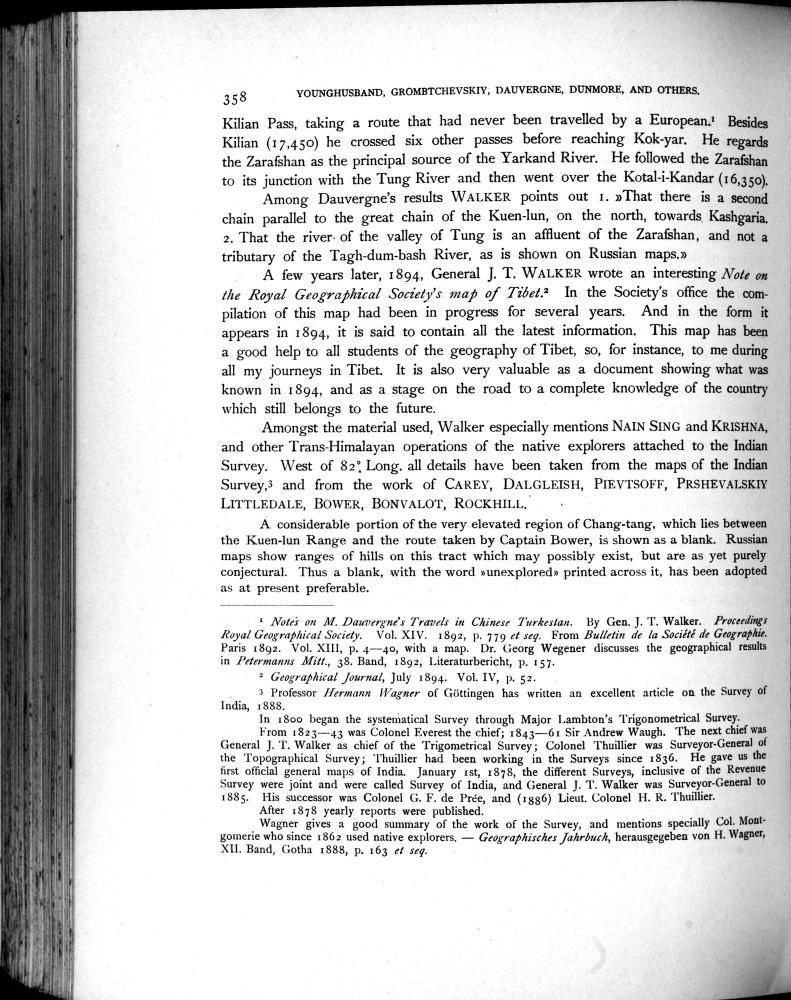 358 YOUNGHUSBAND, GROMBTCHEVSKIY, DAUVERGNE, DUNMORE, AND OTHERS.
Kilian Pass, taking a route that had never been travelled by a European.¹ Besides
Kilian (17,450) he crossed six other passes before reaching Kok-yar. He regards
the Zarafshan as the principal source of the Yarkand River. He followed the Zarafshan
to its junction with the Tung River and then went over the Kotal-i-Kandar (16,350).
Among Dauvergne's results WALKER points out 1. »That there is a second
chain parallel to the great chain of the Kuen-lun, on the north, towards Kashgaria.
2. That the river of the valley of Tung is an affluent of the Zarafshan, and not a
tributary of the Tagh-dum-bash River, as is shown on Russian maps.»
A few years later, 1894, General J. T. WALKER wrote an interesting Note on
the Royal Geographical Society's map of Tibet.² In the Society's office the com-
pilation of this map had been in progress for several years. And in the form it
appears in 1894, it is said to contain all the latest information. This map has been
a good help to all students of the geography of Tibet, so, for instance, to me during
all my journeys in Tibet. It is also very valuable as a document showing what was
known in 1894, and as a stage on the road to a complete knowledge of the country
which still belongs to the future.
Amongst the material used, Walker especially mentions NAIN SING and KRISHNA,
and other Trans-Himalayan operations of the native explorers attached to the Indian
Survey. West of 82° Long. all details have been taken from the maps of the Indian
Survey,³ and from the work of CAREY, DALGLEISH, PIEVTSOFF, PRSHEVALSKIY
LITTLEDALE, BOWER, BONVALOT, ROCKHILL.
A considerable portion of the very elevated region of Chang-tang, which lies between
the Kuen-lun Range and the route taken by Captain Bower, is shown as a blank. Russian
maps show ranges of hills on this tract which may possibly exist, but are as yet purely
conjectural. Thus a blank, with the word »unexplored» printed across it, has been adopted
as at present preferable.
¹ Notes on M. Dauvergne's Travels in Chinese Turkestan. By Gen. J. T. Walker. Proceedings
Royal Geographical Society. Vol. XIV. 1892, p. 779 et seq. From Bulletin de la Société de Geographie.
Paris 1892. Vol. XIII, p. 4—40, with a map. Dr. Georg Wegener discusses the geographical results
in Petermanns Mitt., 38. Band, 1892, Literaturbericht, p. 157.
² Geographical Journal, July 1894. Vol. IV, p. 52.
³ Professor Hermann Wagner of Göttingen has written an excellent article on the Survey of
India, 1888.
In 1800 began the systematical Survey through Major Lambton's Trigonometrical Survey.
From 1823—43 was Colonel Everest the chief; 1843—61 Sir Andrew Waugh. The next chief was
General J. T. Walker as chief of the Trigometrical Survey; Colonel Thuillier was Surveyor-General of
the Topographical Survey; Thuillier had been working in the Surveys since 1836. He gave us the
first official general maps of India. January 1st, 1878, the different Surveys, inclusive of the Revenue
Survey were joint and were called Survey of India, and General J. T. Walker was Surveyor-General to
1885. His successor was Colonel G. F. de Prée, and (1886) Lieut. Colonel H. R. Thuillier.
After 1878 yearly reports were published.
Wagner gives a good summary of the work of the Survey, and mentions specially Col. Mont-
gomerie who since 1862 used native explorers. — Geographisches Jahrbuch, herausgegeben von H. Wagner,
XII. Band, Gotha 1888, p. 163 et seq.